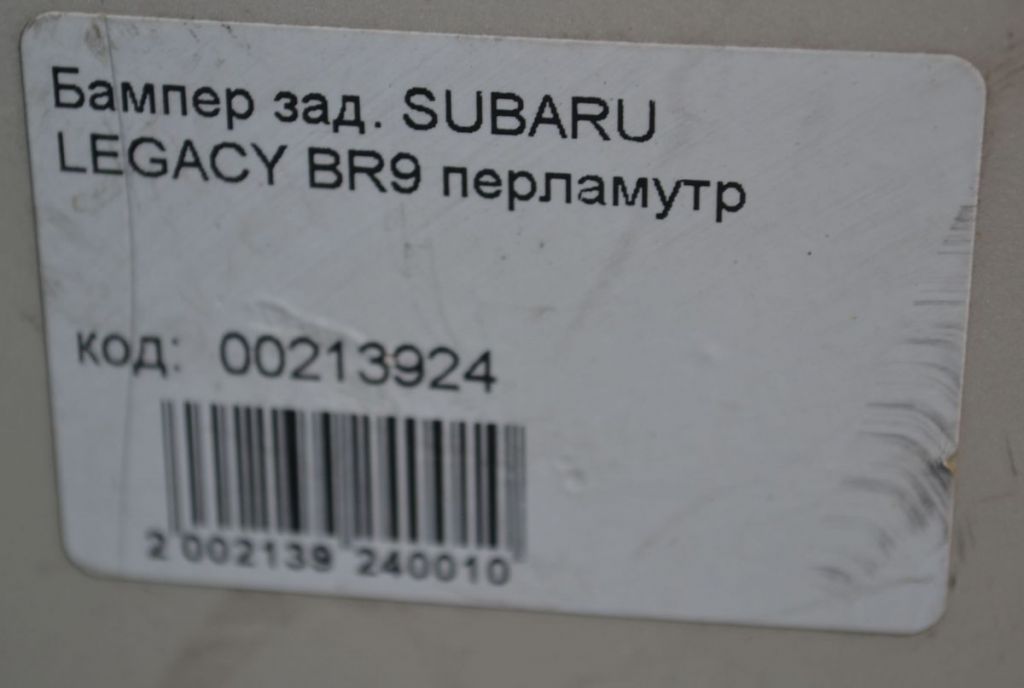 Бампер зад. SUBARU
LEGACY BR9 перламутр
код: 00213924
2 002139 240010